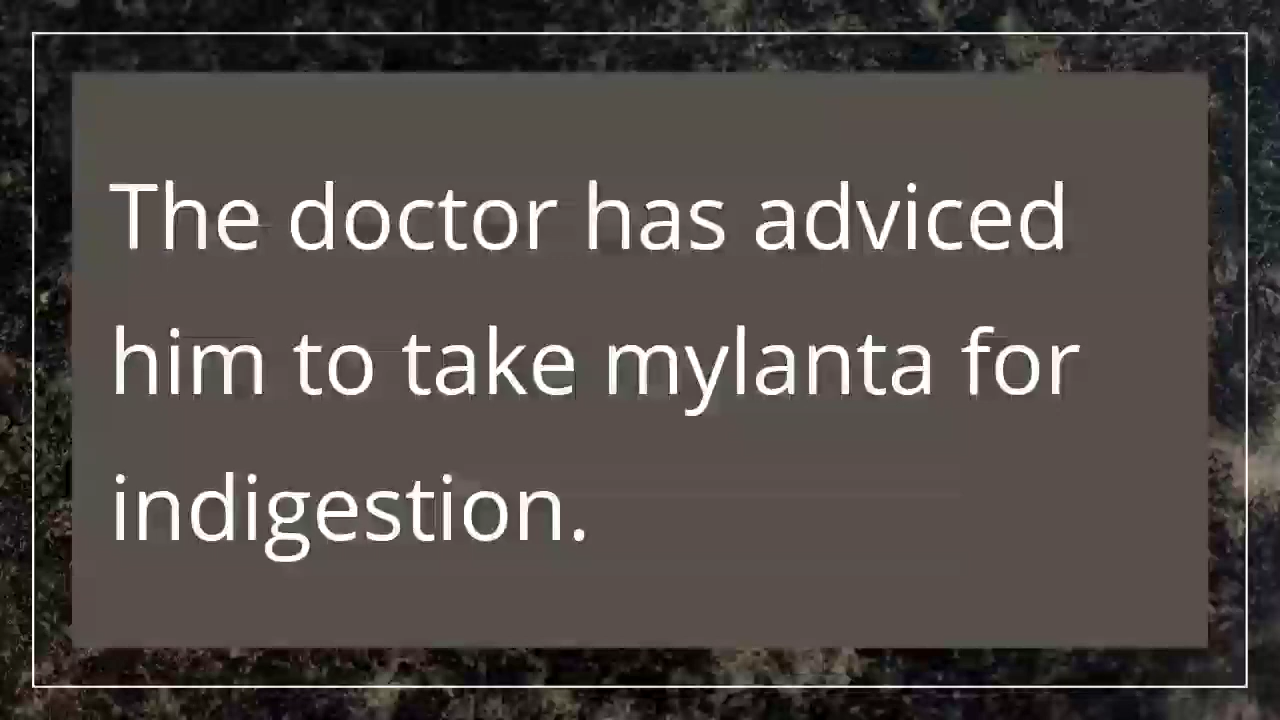 The doctor has adviced
him to take mylanta for
indigestion.